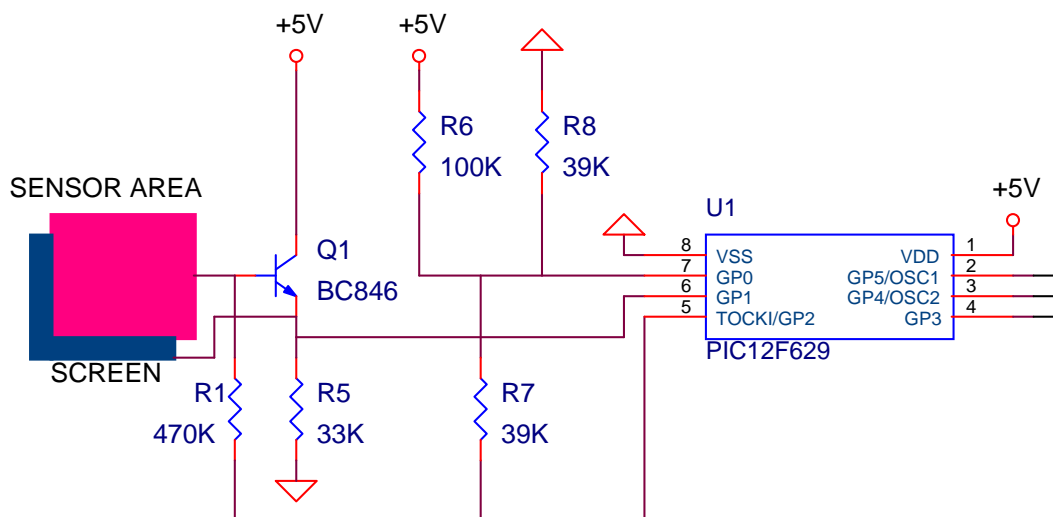 +5V
+5V
R6
100K
R8
39K
SENSOR AREA
+5V
U1
Q1
BC846
8
VSS
VDD
1
7
GP0
GP5/OSC1
2
6
GP1
GP4/OSC2
3
5
TOCKI/GP2
GP3
4
PIC12F629
SCREEN
R1
470K
R5
33K
R7
39K